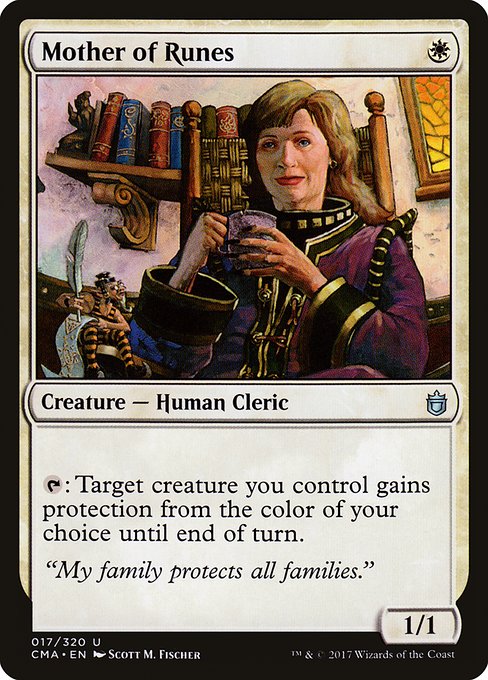 Mother of Runes
Creature — Human Cleric
: Target creature you control gains
protection from the color of your
choice until end of turn.
“My family protects all families.”
1/1
017/320 U
CMA • EN Scott M. Fischer
™ & © 2017 Wizards of the Coast